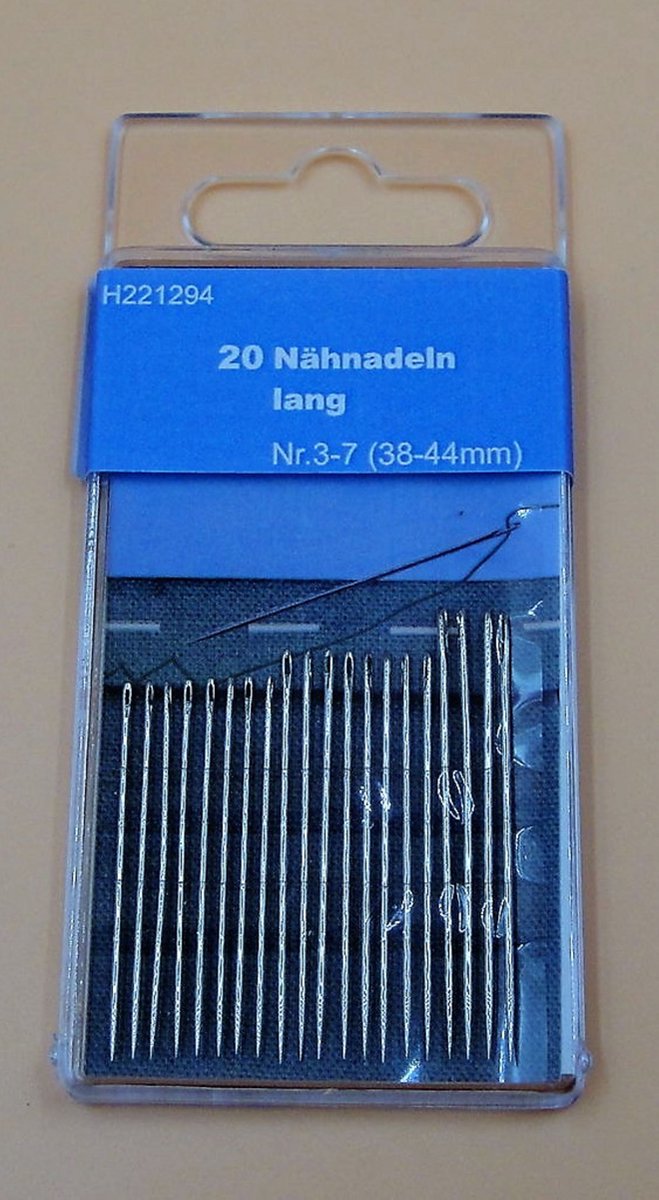 H221294
20 Nähnadeln
lang
Nr.3-7 (38-44mm)